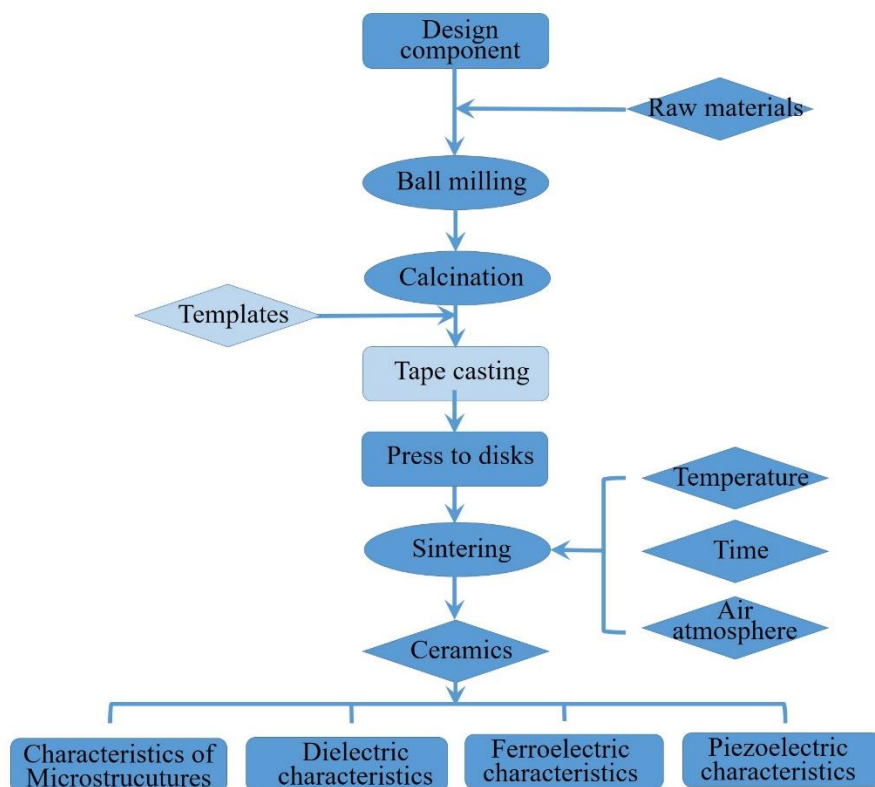 Design
component
Raw materials
Ball milling
Calcination
Templates
Tape casting
Press to disks
Temperature
Sintering
Time
Air
atmosphere
Ceramics
Characteristics of
Microstrucutures
Dielectric
characteristics
Ferroelectric
characteristics
Piezoelectric
characteristics